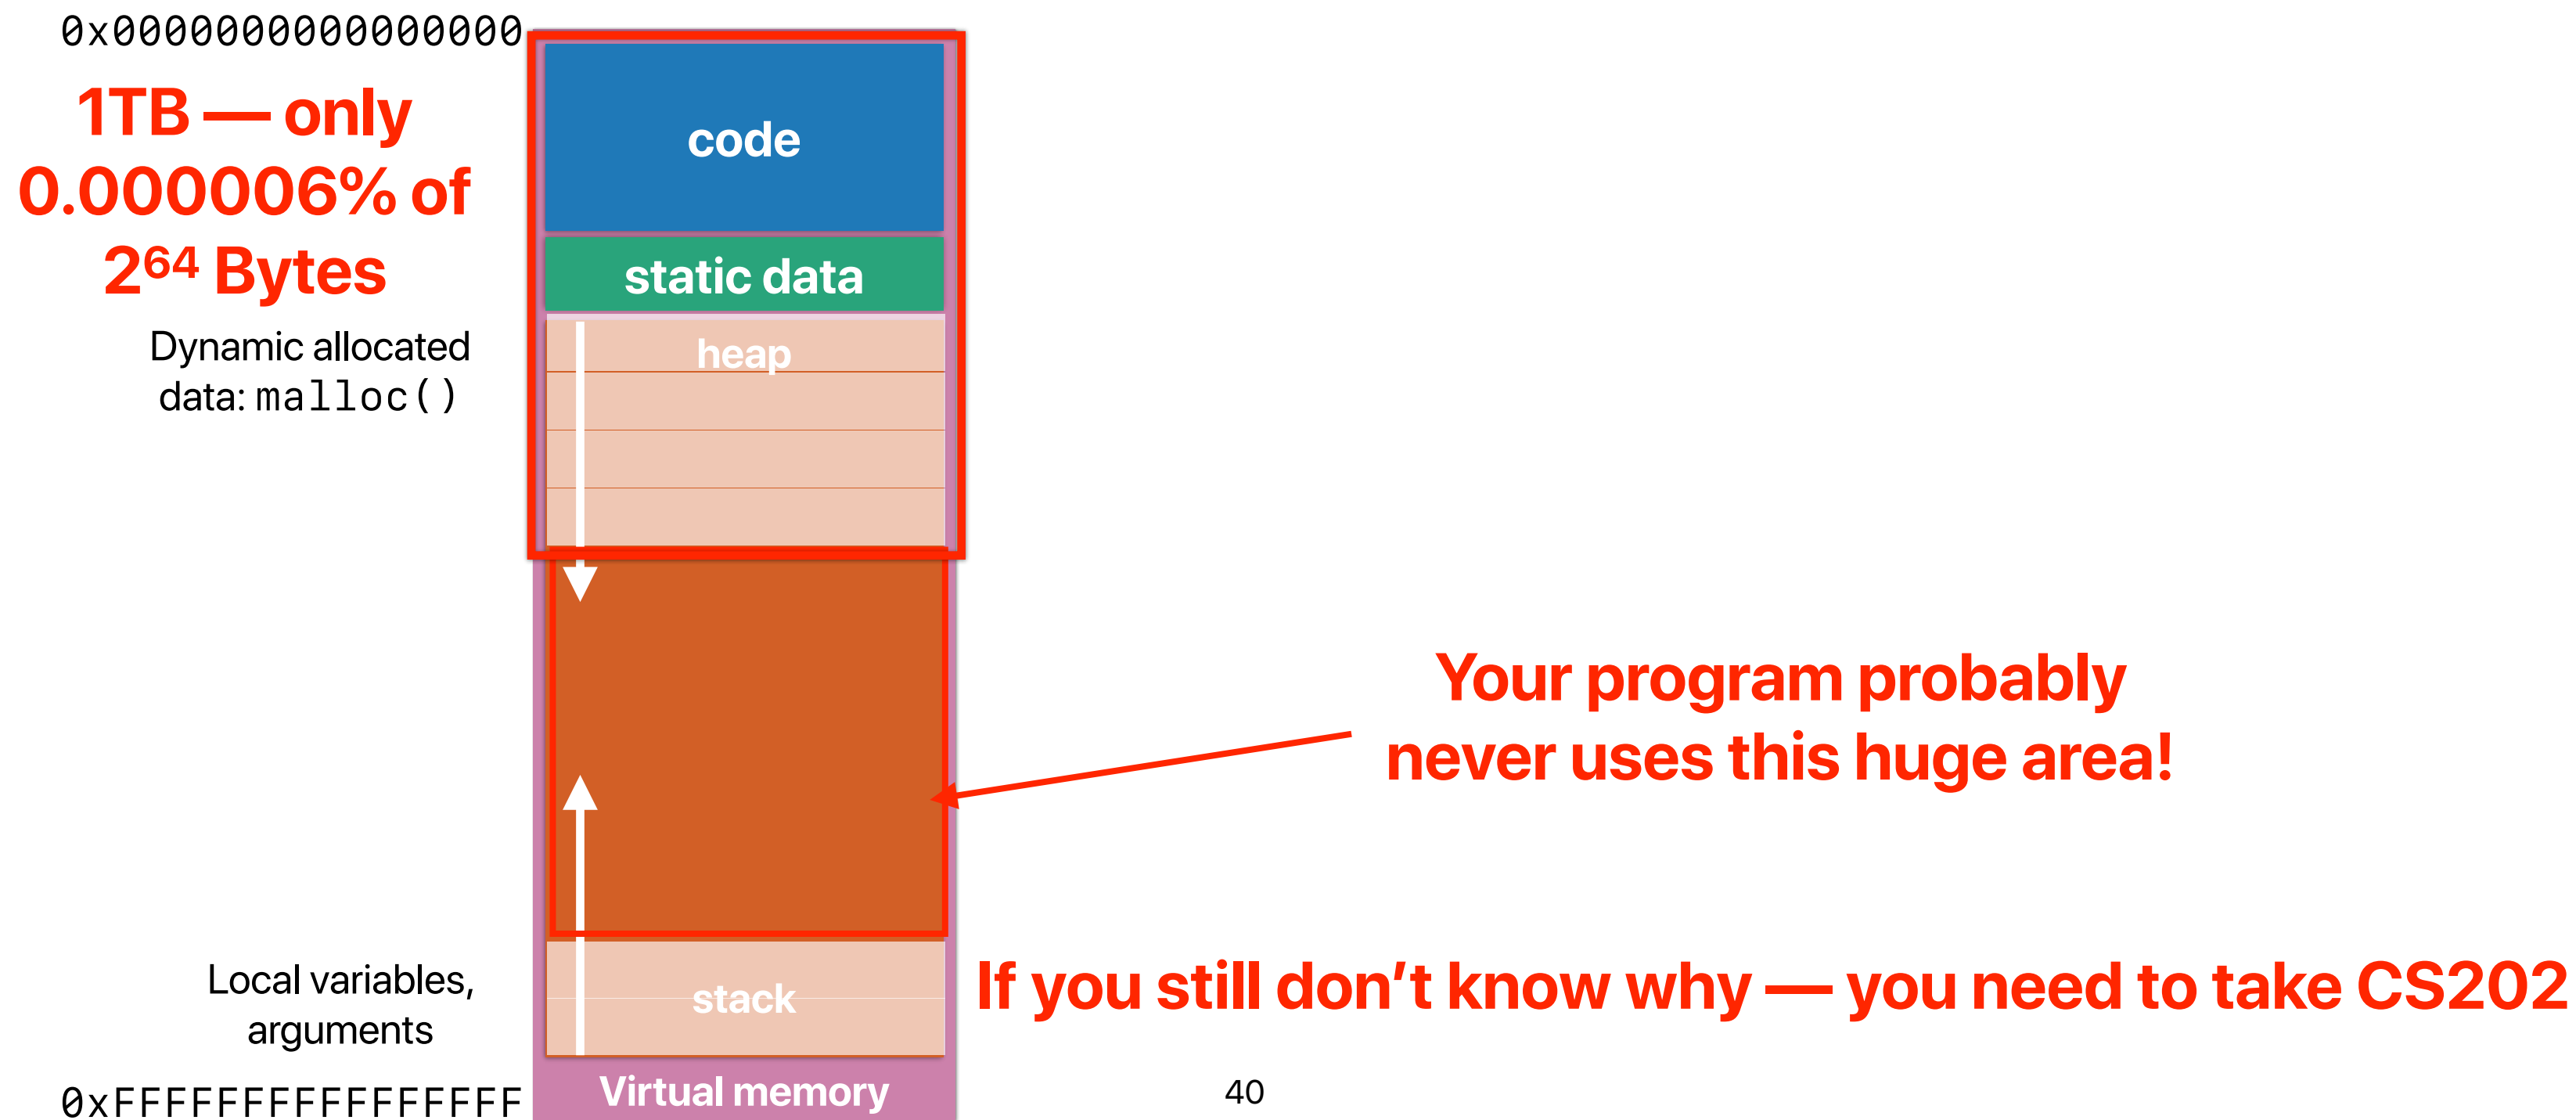 0x0000000000000000
1TB — only
0.000006% of
2⁶⁴ Bytes
code
static data
heap
Dynamic allocated
data: malloc()
Your program probably
never uses this huge area!
Local variables,
arguments
stack
If you still don’t know why — you need to take CS202
0xFFFFFFFFFFFFFFFF
Virtual memory
40